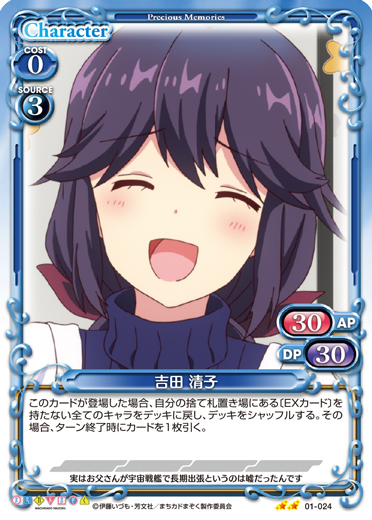 Precious Memories
Character
COST
0
SOURCE
3
30 AP
DP 30
吉田 清子
このカードが登場した場合、自分の捨て札置き場にある【EXカード】を
持たない全てのキャラをデッキに戻し、デッキをシャッフルする。その
場合、ターン終了時にカードを1枚引く。
実はお父さんが宇宙戦艦で長期出張というのは嘘だったんです
©伊藤いづも・芳文社／まちカドまぞく製作委員会
01-024